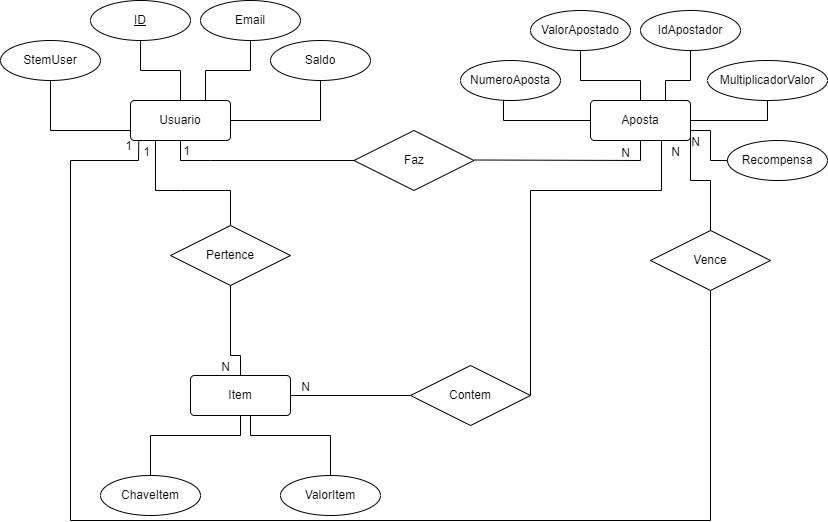 ID
Email
StemUser
Saldo
Usuario
ValorApostado
IdApostador
NumeroAposta
MultiplicadorValor
Aposta
Recompensa
1
1
1
Faz
N
N
N
Pertence
Vence
N
Item
N
Contem
ChaveItem
ValorItem